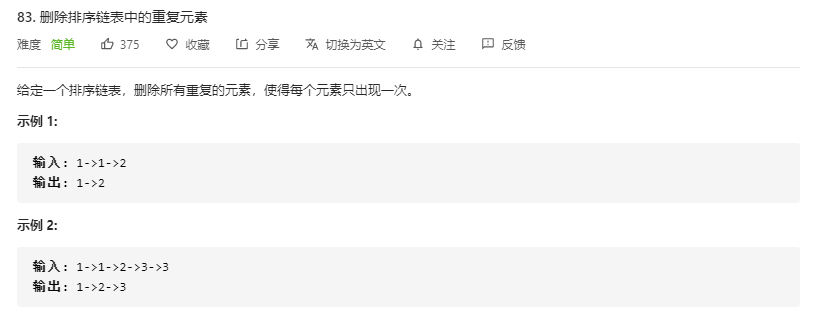 83. 删除排序链表中的重复元素
难度 简单 375 收藏 分享 切换为英文 关注 反馈
给定一个排序链表，删除所有重复的元素，使得每个元素只出现一次。
示例 1:
输入: 1->1->2
输出: 1->2
示例 2:
输入: 1->1->2->3->3
输出: 1->2->3